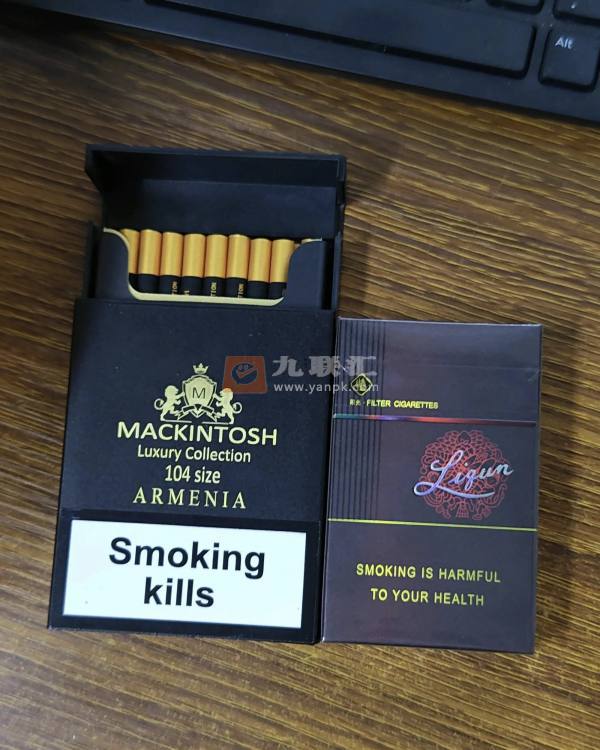 Alt
九联汇
www.yanpk.com
M
MACKINTOSH
Luxury Collection
104 size
ARMENIA
Smoking
kills
FILTER CIGARETTES
Liqun
SMOKING IS HARMFUL
TO YOUR HEALTH